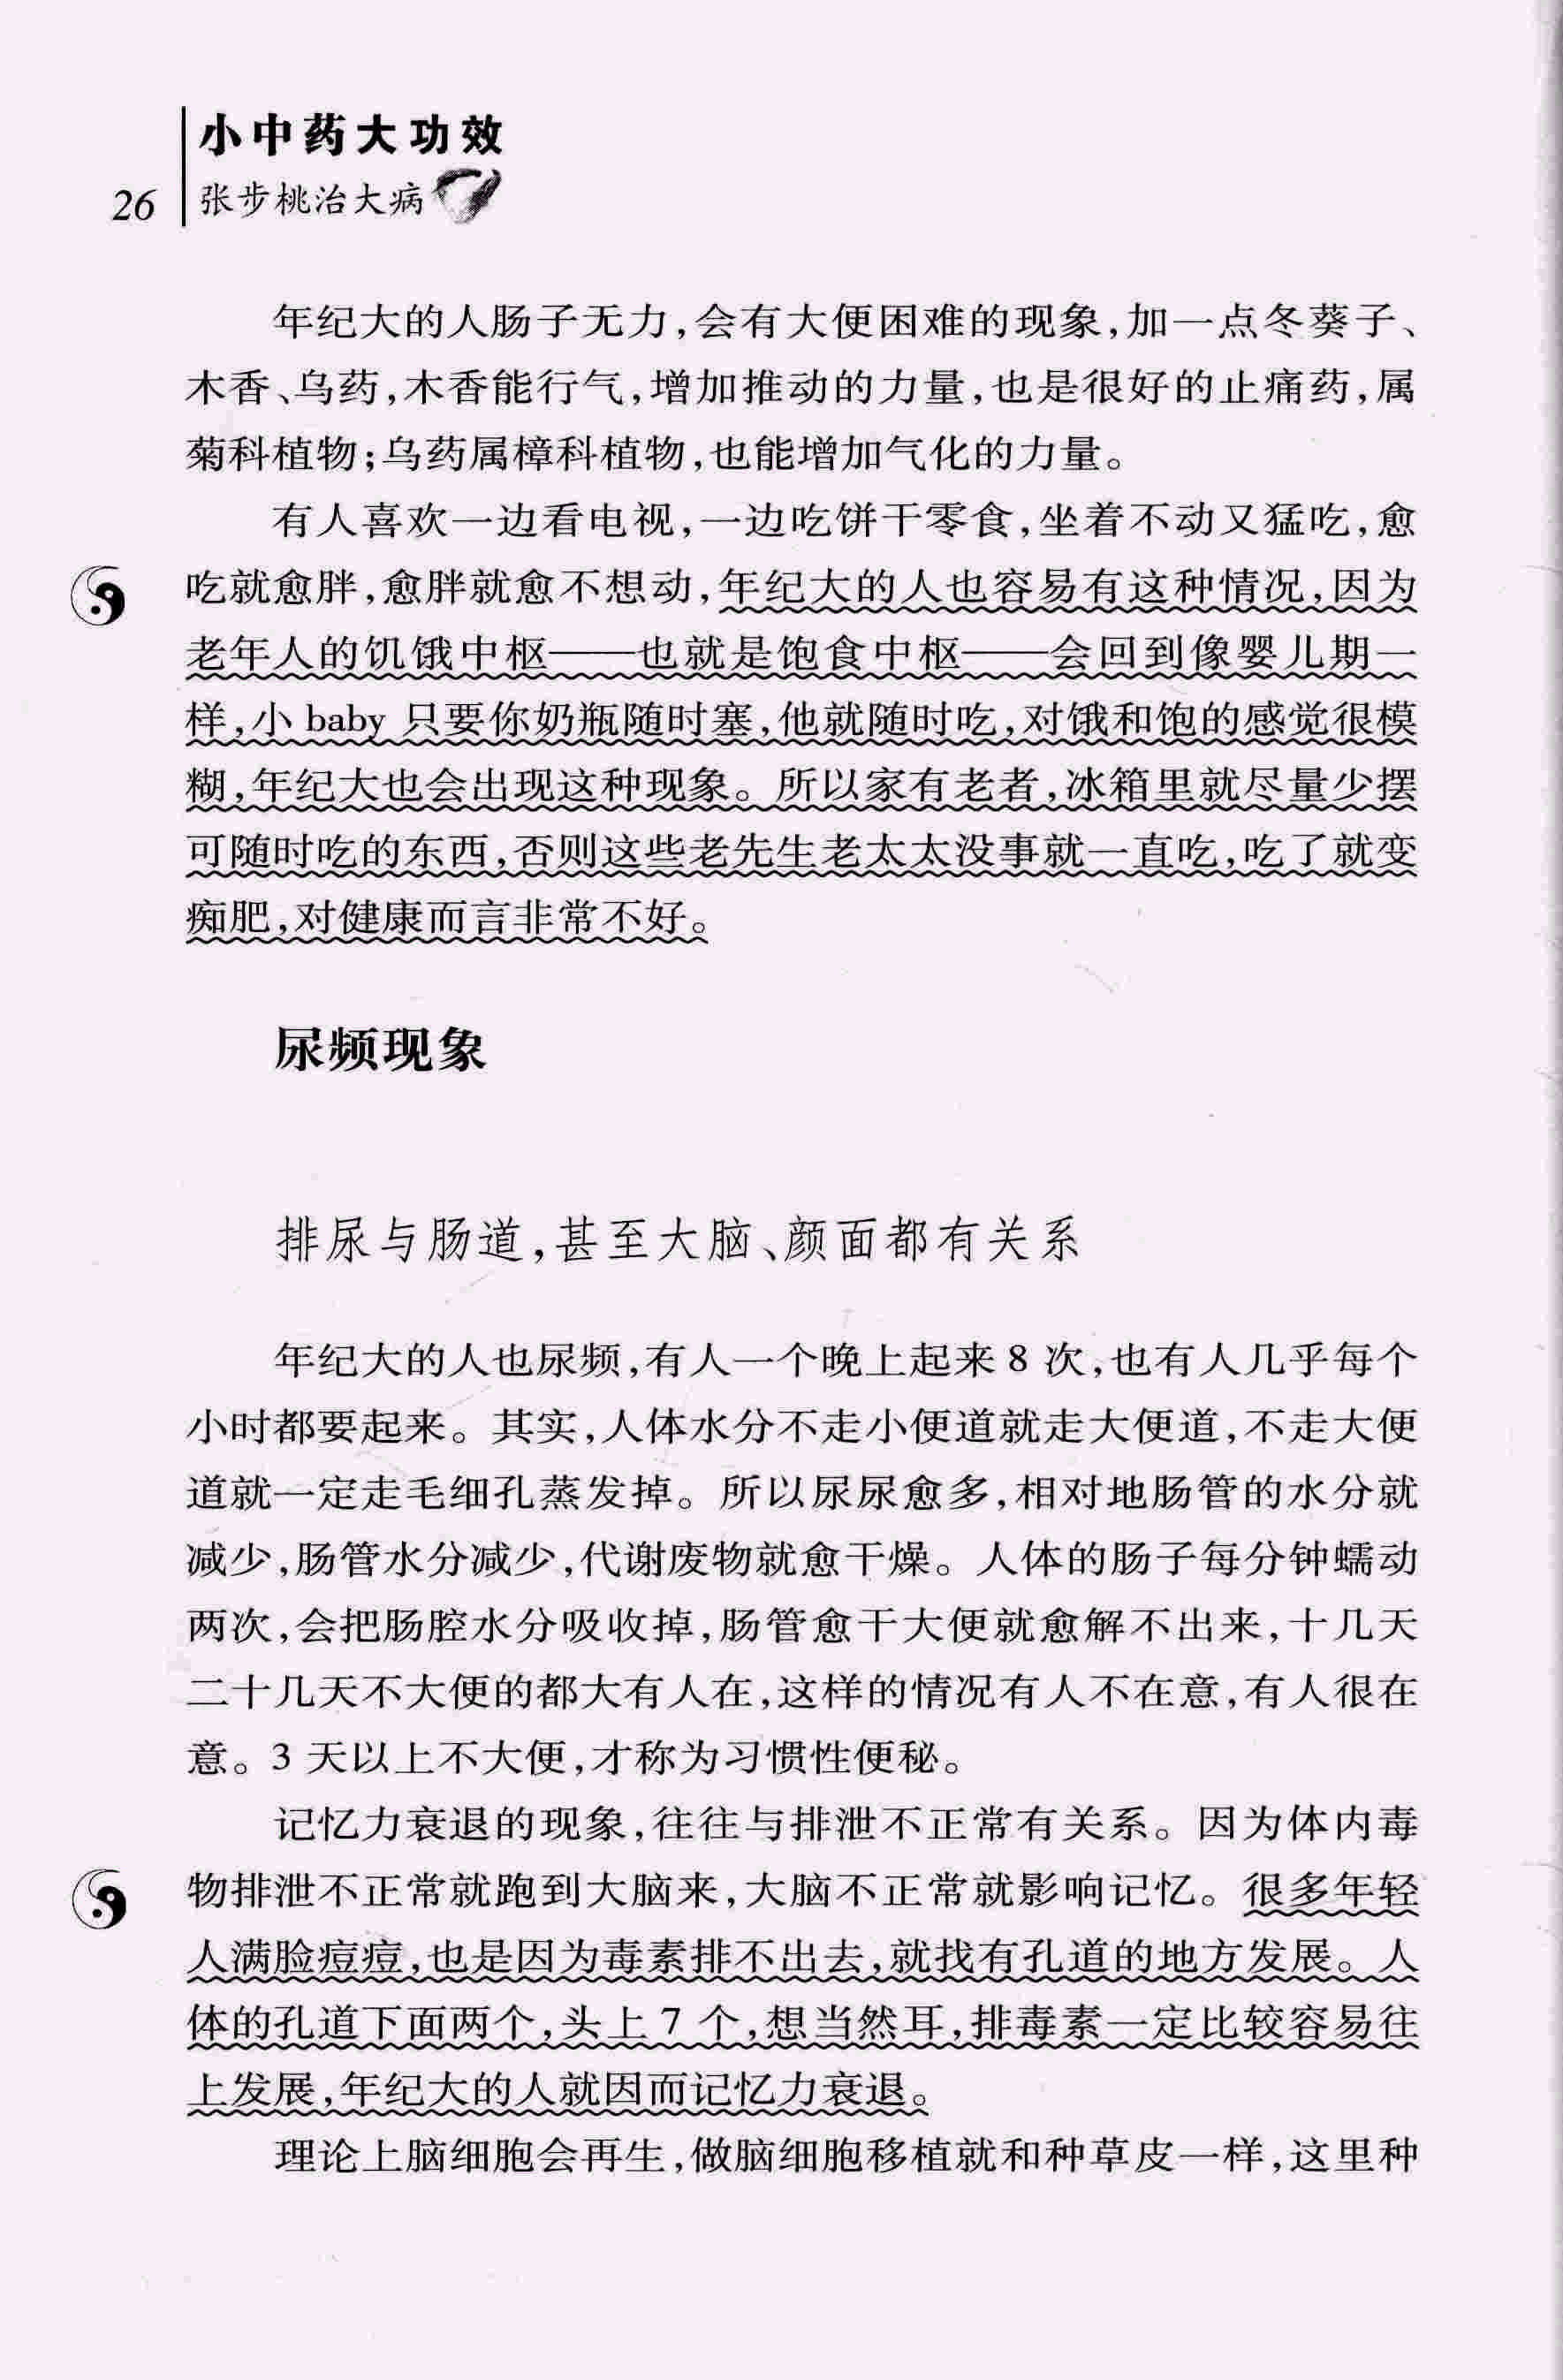 小中药大功效
张步桃治大病
26
年纪大的人肠子无力,会有大便困难的现象,加一点冬葵子、
木香、乌药,木香能行气,增加推动的力量,也是很好的止痛药,属
菊科植物;乌药属樟科植物,也能增加气化的力量。
有人喜欢一边看电视,一边吃饼干零食,坐着不动又猛吃,愈
吃就愈胖,愈胖就愈不想动,年纪大的人也容易有这种情况,因为
老年人的饥饿中枢——也就是饱食中枢——会回到像婴儿期一
样,小 baby 只要你奶瓶随时塞,他就随时吃,对饿和饱的感觉很模
糊,年纪大也会出现这种现象。所以家有老者,冰箱里就尽量少摆
可随时吃的东西,否则这些老先生老太太没事就一直吃,吃了就变
痴肥,对健康而言非常不好。
尿频现象
排尿与肠道,甚至大脑、颜面都有关系
年纪大的人也尿频,有人一个晚上起来 8 次,也有人几乎每个
小时都要起来。其实,人体水分不走小便道就走大便道,不走大便
道就一定走毛细孔蒸发掉。所以尿尿愈多,相对地肠管的水分就
减少,肠管水分减少,代谢废物就愈干燥。人体的肠子每分钟蠕动
两次,会把肠腔水分吸收掉,肠管愈干大便就愈解不出来,十几天
二十几天不大便的都大有人在,这样的情况有人不在意,有人很在
意。3 天以上不大便,才称为习惯性便秘。
记忆力衰退的现象,往往与排泄不正常有关系。因为体内毒
物排泄不正常就跑到大脑来,大脑不正常就影响记忆。很多年轻
人满脸痘痘,也是因为毒素排不出去,就找有孔道的地方发展。人
体的孔道下面两个,头上 7 个,想当然耳,排毒素一定比较容易往
上发展,年纪大的人就因而记忆力衰退。
理论上脑细胞会再生,做脑细胞移植就和种草皮一样,这里种